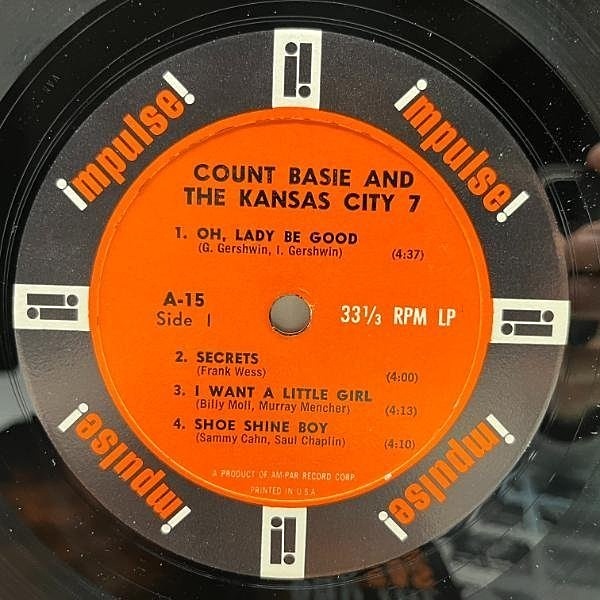 impulse!
impulse!
COUNT BASIE AND
THE KANSAS CITY 7
1. OH, LADY BE GOOD
(G. Gershwin, I. Gershwin) (4:37)
A-15
Side 1
33 1/3 RPM LP
2. SECRETS
(Frank Wess) (4:00)
3. I WANT A LITTLE GIRL
(Billy Moll, Murray Mencher) (4:13)
4. SHOE SHINE BOY
(Sammy Cahn, Saul Chaplin) (4:10)
A PRODUCT OF AM-PAR RECORD CORP.
PRINTED IN U.S.A.
impulse!
impulse!